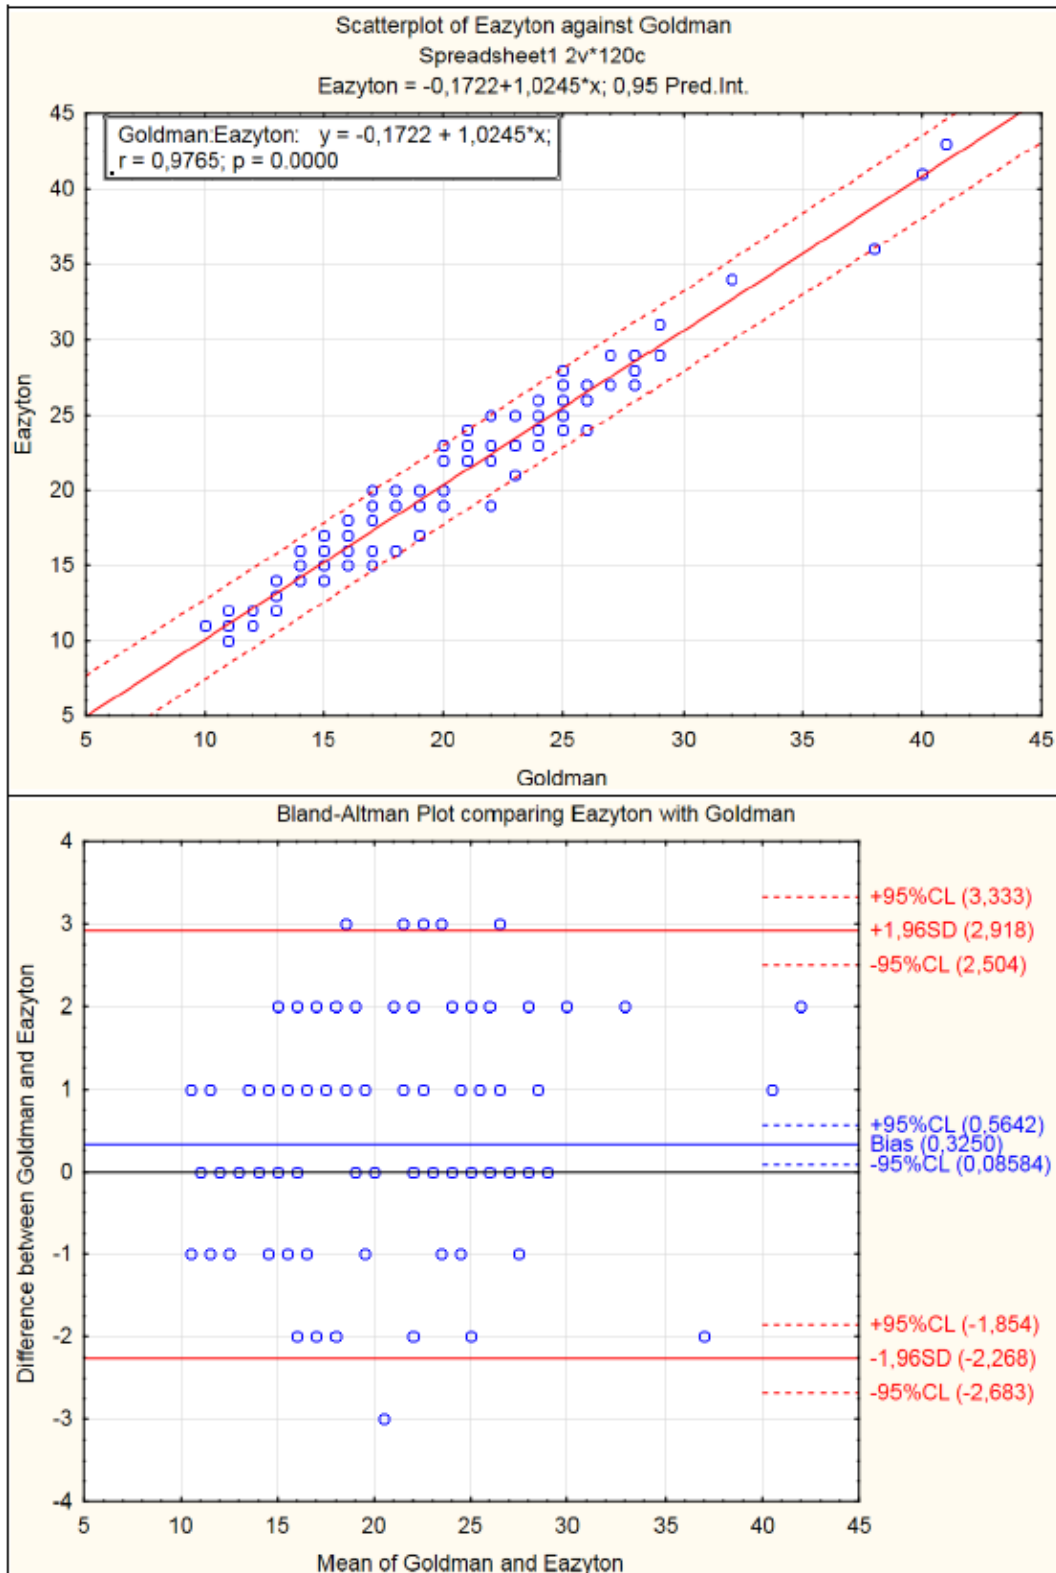 Scatterplot of Eazyton against Goldman
Spreadsheet1 2v*120c
Eazyton = -0,1722+1,0245*x; 0,95 Pred.Int.
Goldman:Eazyton: y = -0,1722 + 1,0245*x;
r = 0,9765; p = 0.0000
45
40
35
30
25
20
15
10
5
Eazyton
5 10 15 20 25 30 35 40 45
Goldman
Bland-Altman Plot comparing Eazyton with Goldman
4
3
2
1
0
-1
-2
-3
-4
Difference between Goldman and Eazyton
+95%CL (3,333)
+1,96SD (2,918)
-95%CL (2,504)
+95%CL (0,5642)
Bias (0,3250)
-95%CL (0,08584)
+95%CL (-1,854)
-1,96SD (-2,268)
-95%CL (-2,683)
5 10 15 20 25 30 35 40 45
Mean of Goldman and Eazyton